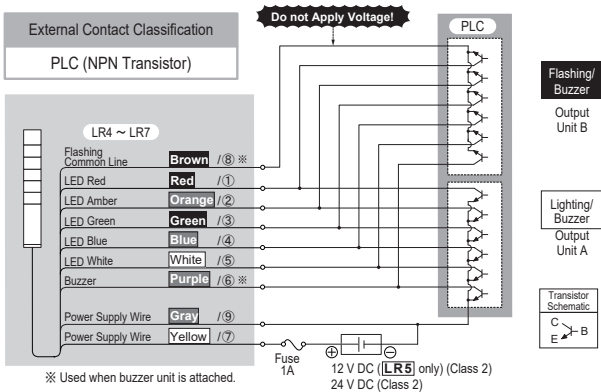 External Contact Classification
PLC (NPN Transistor)
Do not Apply Voltage!
PLC
LR4 ~ LR7
Flashing
Common Line Brown /⑧ ※
LED Red Red /①
LED Amber Orange /②
LED Green Green /③
LED Blue Blue /④
LED White White /⑤
Buzzer Purple /⑥ ※
Power Supply Wire Gray /⑨
Power Supply Wire Yellow /⑦
※ Used when buzzer unit is attached.
Fuse
1A
⊕ ⊖
12 V DC (LR5 only) (Class 2)
24 V DC (Class 2)
Flashing/
Buzzer
Output
Unit B
Lighting/
Buzzer
Output
Unit A
Transistor
Schematic
C
B
E